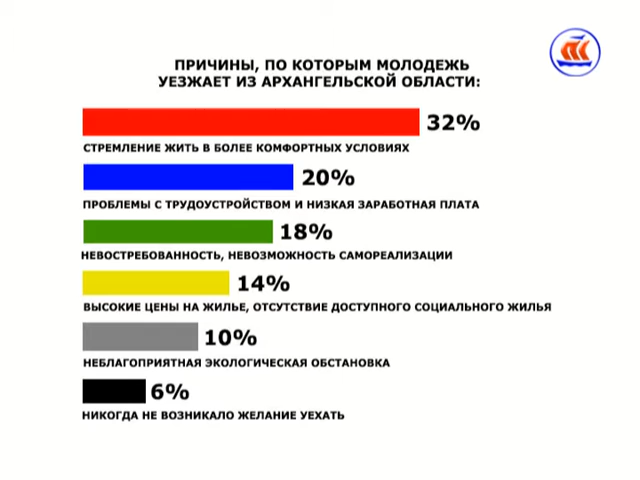 ПРИЧИНЫ, ПО КОТОРЫМ МОЛОДЕЖЬ
УЕЗЖАЕТ ИЗ АРХАНГЕЛЬСКОЙ ОБЛАСТИ:
32%
СТРЕМЛЕНИЕ ЖИТЬ В БОЛЕЕ КОМФОРТНЫХ УСЛОВИЯХ
20%
ПРОБЛЕМЫ С ТРУДОУСТРОЙСТВОМ И НИЗКАЯ ЗАРАБОТНАЯ ПЛАТА
18%
НЕВОСТРЕБОВАННОСТЬ, НЕВОЗМОЖНОСТЬ САМОРЕАЛИЗАЦИИ
14%
ВЫСОКИЕ ЦЕНЫ НА ЖИЛЬЕ, ОТСУТСТВИЕ ДОСТУПНОГО СОЦИАЛЬНОГО ЖИЛЬЯ
10%
НЕБЛАГОПРИЯТНАЯ ЭКОЛОГИЧЕСКАЯ ОБСТАНОВКА
6%
НИКОГДА НЕ ВОЗНИКАЛО ЖЕЛАНИЕ УЕХАТЬ